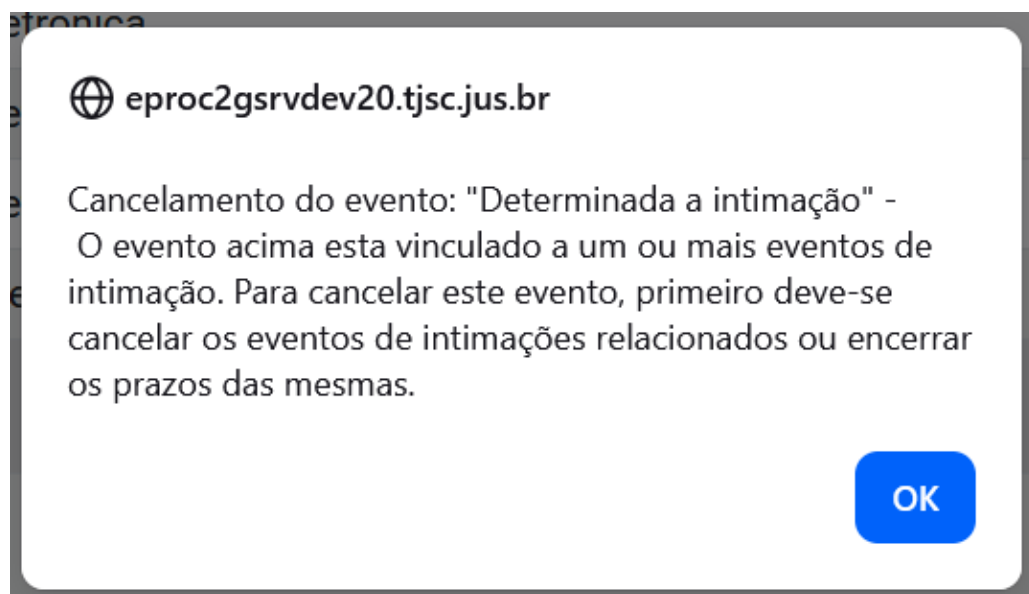 etronica
eproc2gsrvdev20.tjsc.jus.br
Cancelamento do evento: "Determinada a intimação" -
O evento acima esta vinculado a um ou mais eventos de
intimação. Para cancelar este evento, primeiro deve-se
cancelar os eventos de intimações relacionados ou encerrar
os prazos das mesmas.
OK